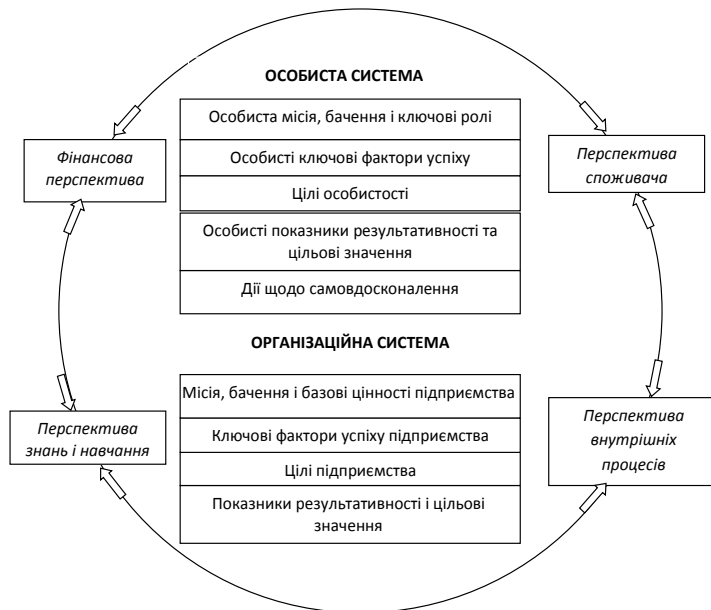 ОСОБИСТА СИСТЕМА
Особиста місія, бачення і ключові ролі
Особисті ключові фактори успіху
Цілі особистості
Особисті показники результативності та
цільові значення
Дії щодо самовдосконалення
Фінансова
перспектива
Перспектива
споживача
ОРГАНІЗАЦІЙНА СИСТЕМА
Місія, бачення і базові цінності підприємства
Ключові фактори успіху підприємства
Цілі підприємства
Показники результативності і цільові
значення
Перспектива
знань і навчання
Перспектива
внутрішніх
процесів